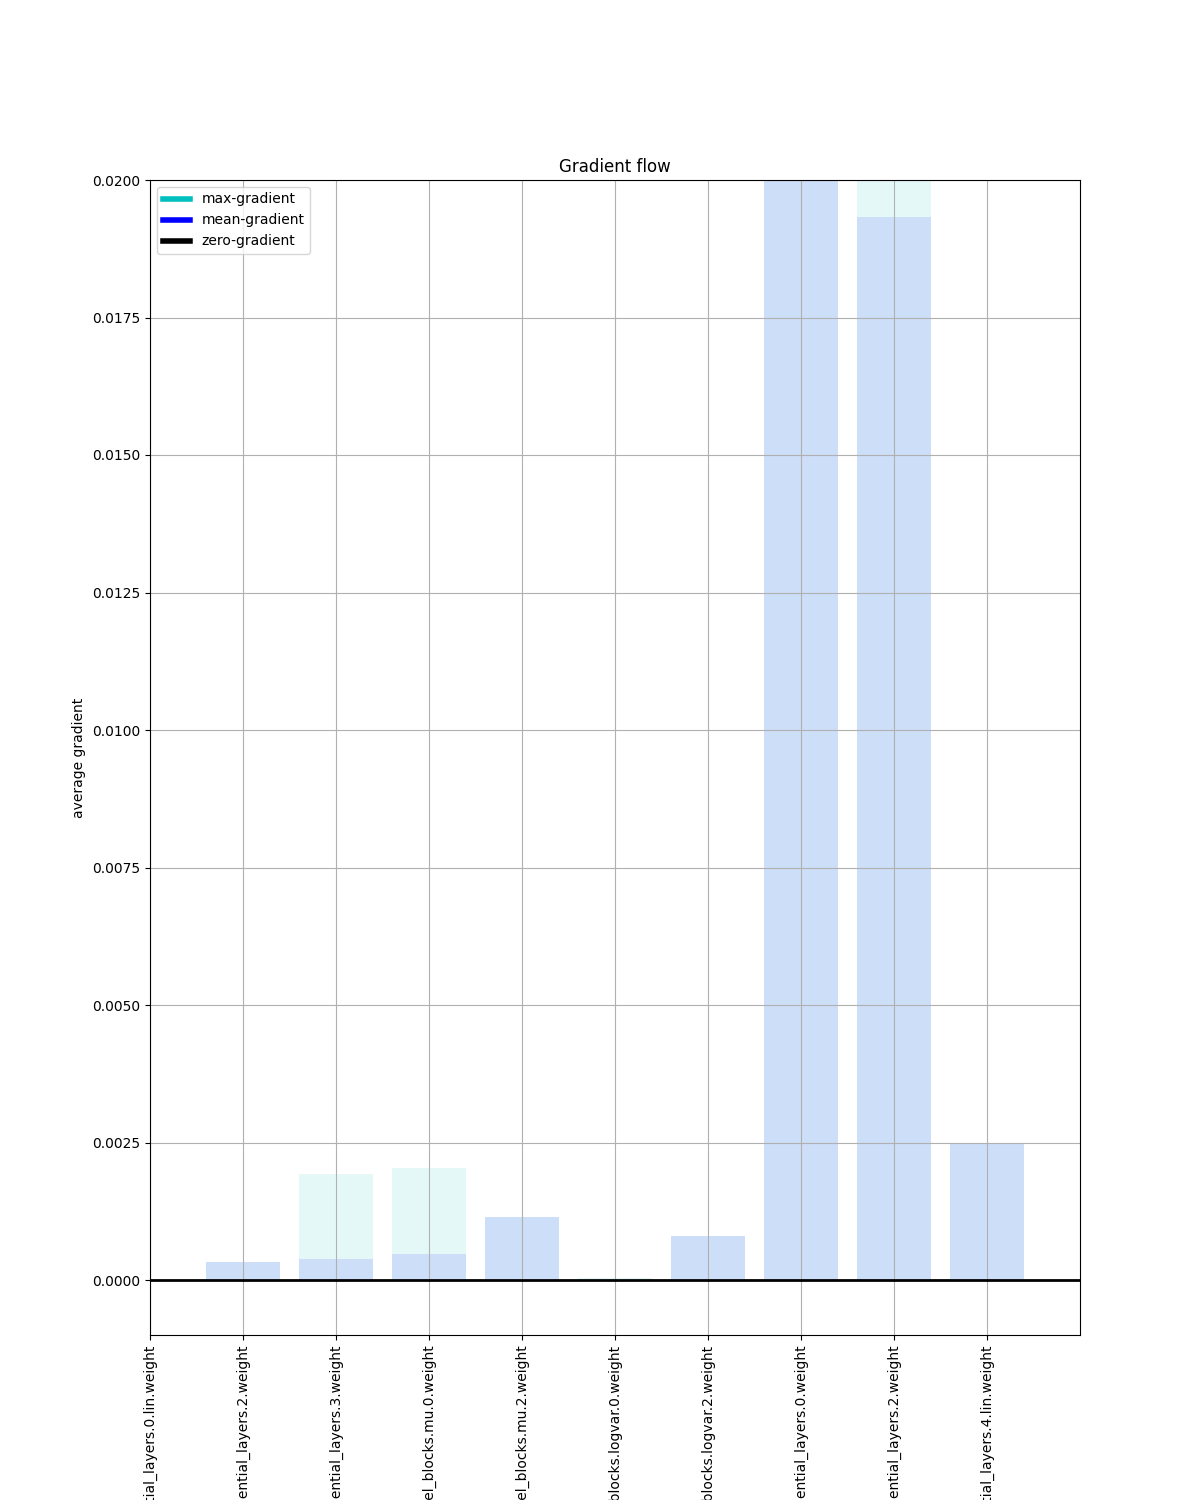 Gradient flow
max-gradient
mean-gradient
zero-gradient
0.0200
0.0175
0.0150
0.0125
0.0100
0.0075
0.0050
0.0025
0.0000
average gradient
tial_layers.0.lin.weight
ential_layers.2.weight
ential_layers.3.weight
el_blocks.mu.0.weight
el_blocks.mu.2.weight
blocks.logvar.0.weight
blocks.logvar.2.weight
ential_layers.0.weight
ential_layers.2.weight
tial_layers.4.lin.weight